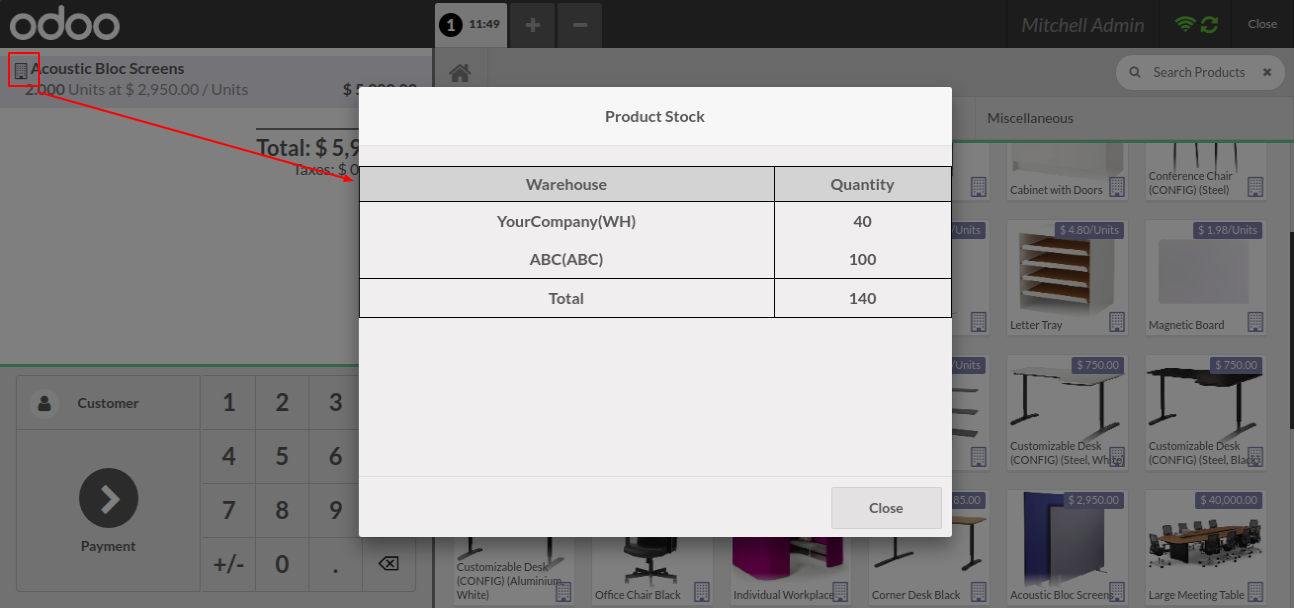 odoo
1 11:49 + −
Mitchell Admin
Close
Acoustic Bloc Screens
2.000 Units at $ 2,950.00 / Units
Total: $ 5,9
Taxes: $ 0
Search Products ×
Miscellaneous
Product Stock
Warehouse Quantity
YourCompany(WH) 40
ABC(ABC) 100
Total 140
Close
Customer
1 2 3
4 5 6
7 8 9
+/- 0 .
Payment
Cabinet with Doors
Conference Chair
(CONFIG) (Steel)
/Units
$ 4.80/Units
Letter Tray
$ 1.98/Units
Magnetic Board
/Units
$ 750.00
Customizable Desk
(CONFIG) (Steel, White)
$ 750.00
Customizable Desk
(CONFIG) (Steel, Black)
Customizable Desk
(CONFIG) (Aluminium,
White)
Office Chair Black
Individual Workplace
85.00
Corner Desk Black
$ 2,950.00
Acoustic Bloc Screens
$ 40,000.00
Large Meeting Table